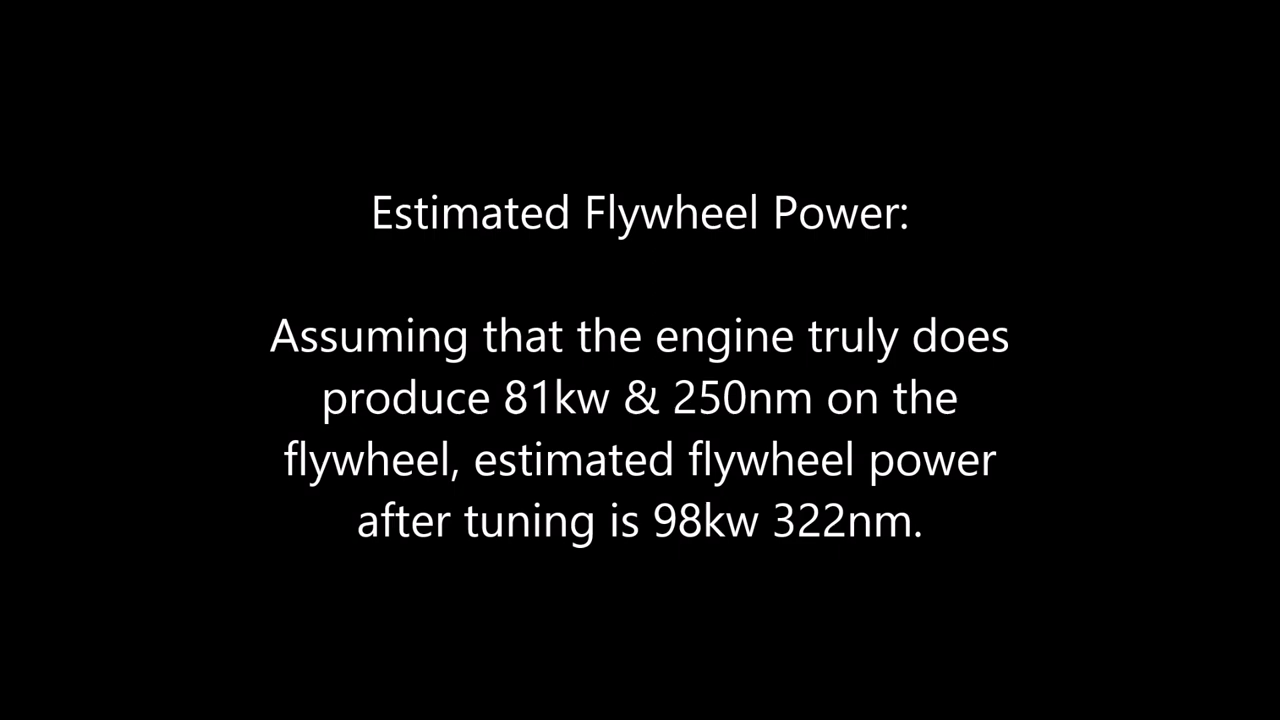 Estimated Flywheel Power:
Assuming that the engine truly does
produce 81kw & 250nm on the
flywheel, estimated flywheel power
after tuning is 98kw 322nm.